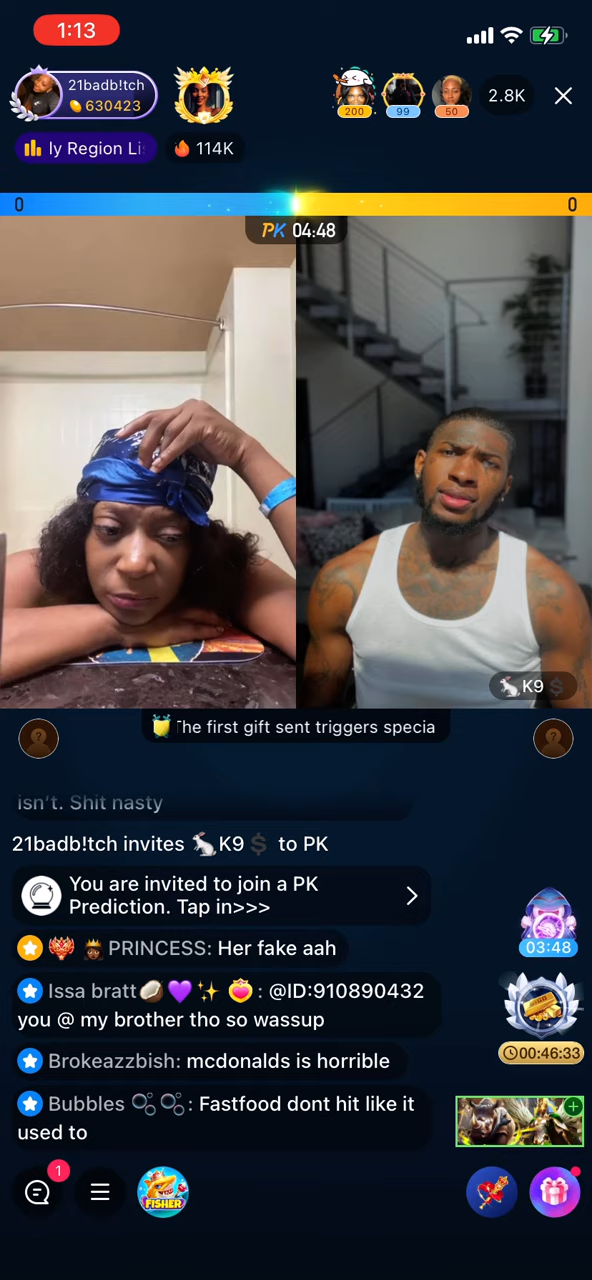 1:13
21badb!tch
630423
200
99
50
2.8K
ly Region Li
114K
0
0
PK 04:48
K9
The first gift sent triggers specia
isn't. Shit nasty
21badb!tch invites 🐇K9💲 to PK
You are invited to join a PK
Prediction. Tap in>>>
PRINCESS: Her fake aah
Issa bratt🥥💜✨ : @ID:910890432
you @ my brother tho so wassup
Brokeazzbish: mcdonalds is horrible
Bubbles 🫧🫧: Fastfood dont hit like it
used to
03:48
00:46:33
1
FISHER